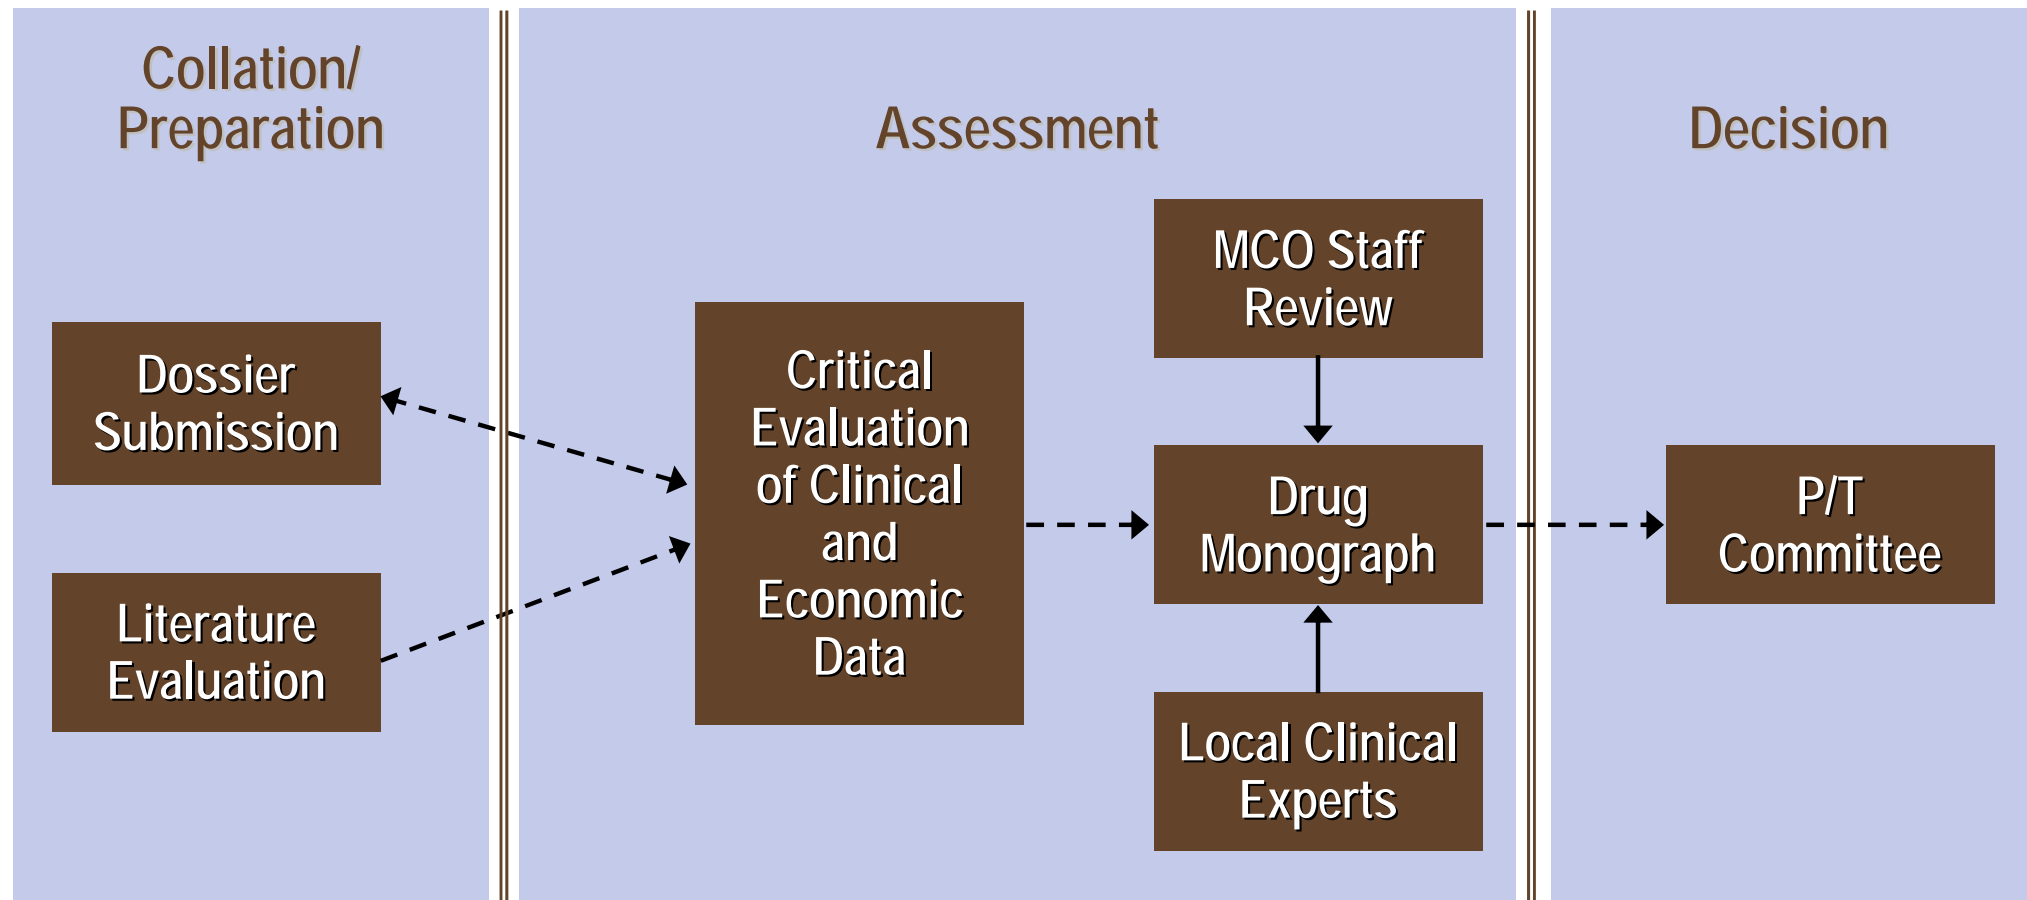 Collation/
Preparation
Assessment
Decision
Dossier
Submission
Literature
Evaluation
Critical
Evaluation
of Clinical
and
Economic
Data
MCO Staff
Review
Drug
Monograph
Local Clinical
Experts
P/T
Committee